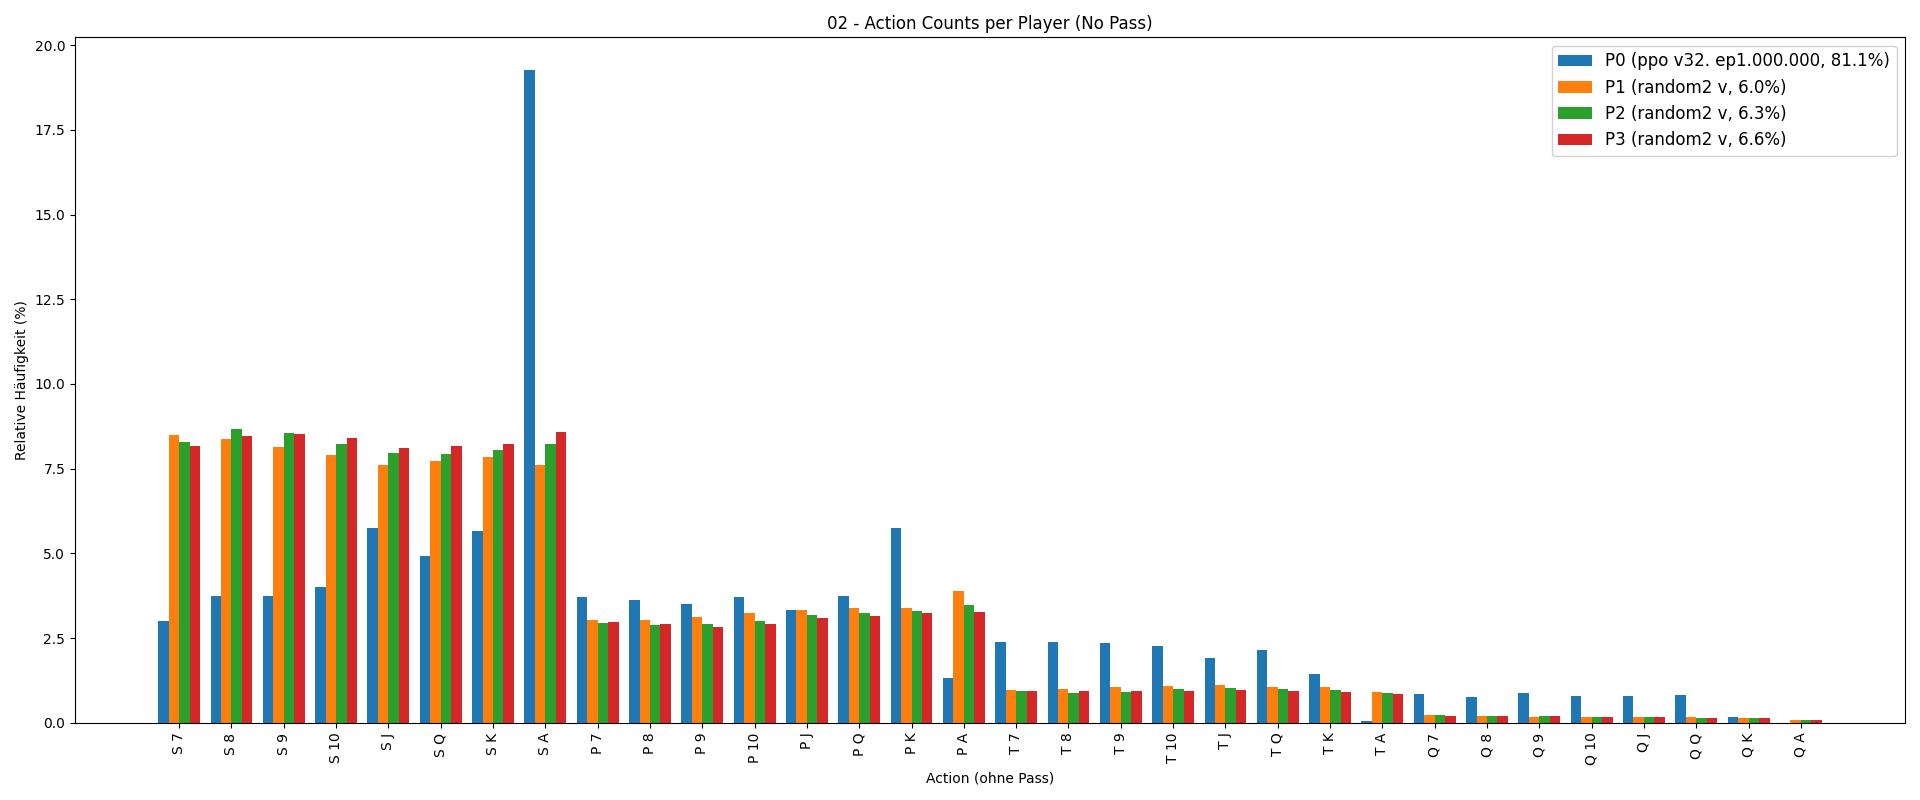 02 - Action Counts per Player (No Pass)
20.0
17.5
15.0
12.5
10.0
7.5
5.0
2.5
0.0
Relative Häufigkeit (%)
P0 (ppo v32. ep1.000.000, 81.1%)
P1 (random2 v, 6.0%)
P2 (random2 v, 6.3%)
P3 (random2 v, 6.6%)
S 7
S 8
S 9
S 10
S J
S Q
S K
S A
P 7
P 8
P 9
P 10
P J
P Q
P K
P A
T 7
T 8
T 9
T 10
T J
T Q
T K
T A
Q 7
Q 8
Q 9
Q 10
Q J
Q Q
Q K
Q A
Action (ohne Pass)